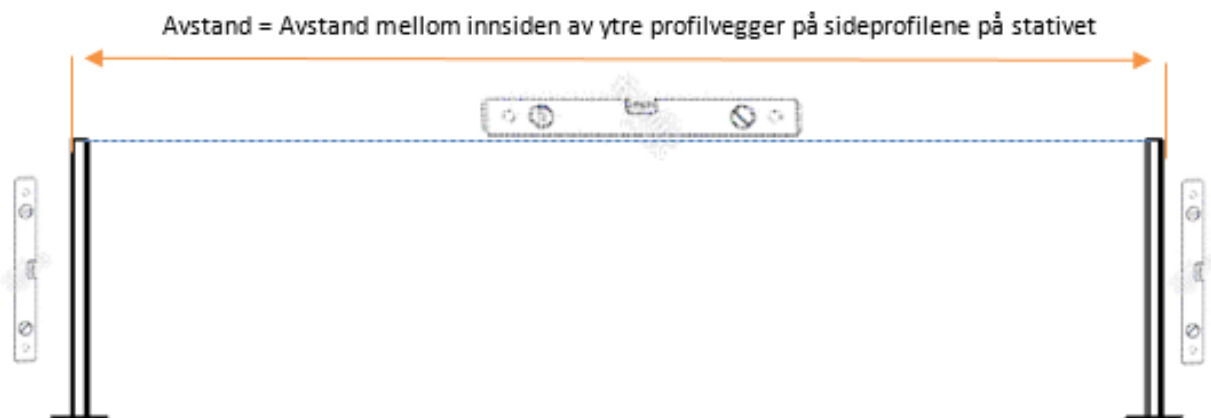 Avstand = Avstand mellom innsiden av ytre profilvegger på sideprofilene på stativet